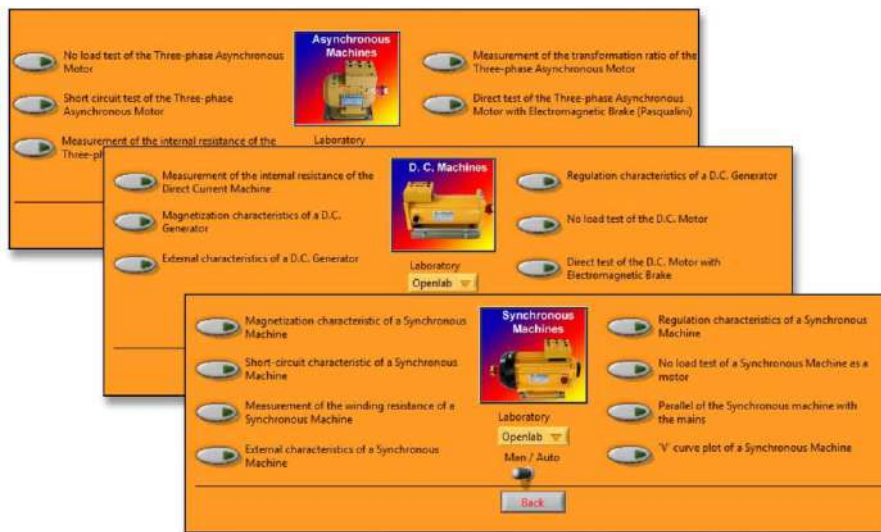 No load test of the Three-phase Asynchronous
Motor
Short circuit test of the Three-phase
Asynchronous Motor
Measurement of the internal resistance of the
Asynchronous
Machines
Laboratory
Measurement of the transformation ratio of the
Three-phase Asynchronous Motor
Direct test of the Three-phase Asynchronous
Motor with Electromagnetic Brake (Pasqualini)
Measurement of the internal resistance of the
Direct Current Machine
Magnetization characteristics of a D.C.
Generator
External characteristics of a D.C. Generator
D. C. Machines
Laboratory
Openlab
Regulation characteristics of a D.C. Generator
No load test of the D.C. Motor
Direct test of the D.C. Motor with
Electromagnetic Brake
Magnetization characteristic of a Synchronous
Machine
Short-circuit characteristic of a Synchronous
Machine
Measurement of the winding resistance of a
Synchronous Machine
External characteristics of a Synchronous
Machine
Synchronous
Machines
Laboratory
Openlab
Man / Auto
Back
Regulation characteristics of a Synchronous
Machine
No load test of a Synchronous Machine as a
motor
Parallel of the Synchronous machine with
the mains
'V' curve plot of a Synchronous Machine